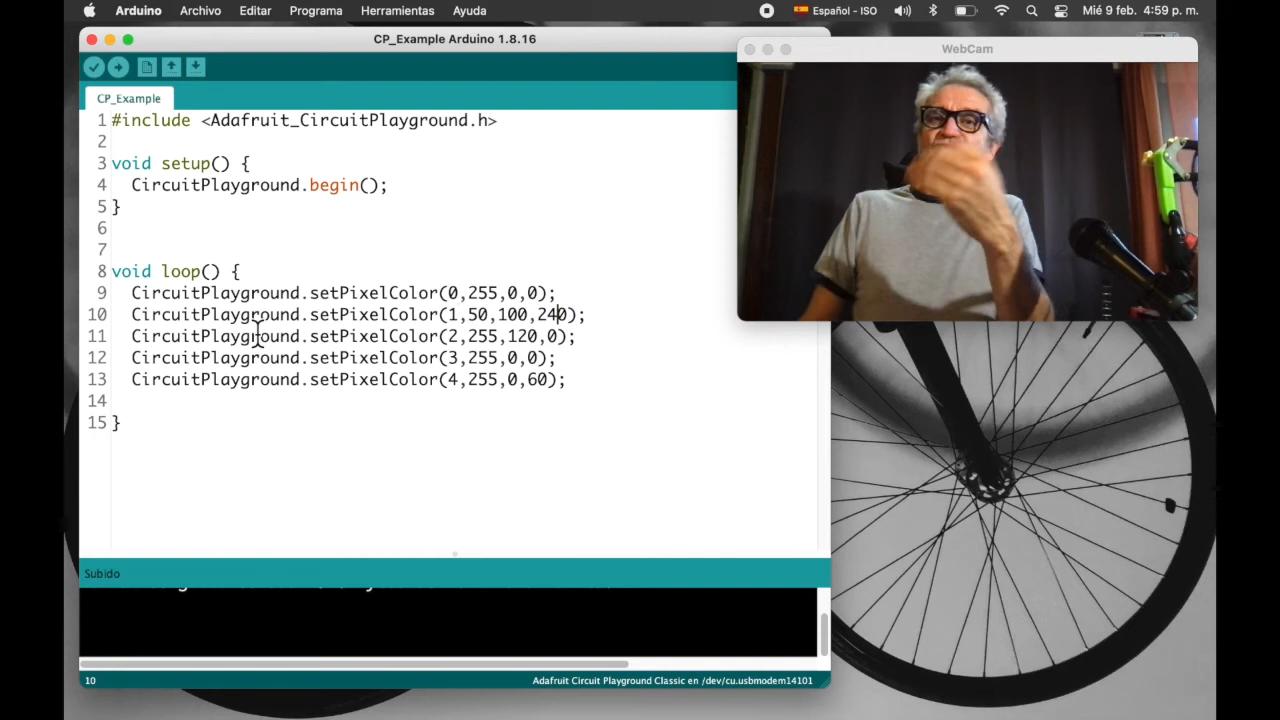 Arduino Archivo Editar Programa Herramientas Ayuda Español - ISO Mié 9 feb. 4:59 p. m.
CP_Example Arduino 1.8.16
WebCam
CP_Example
1 #include <Adafruit_CircuitPlayground.h>
2
3 void setup() {
4 CircuitPlayground.begin();
5 }
6
7
8 void loop() {
9 CircuitPlayground.setPixelColor(0,255,0,0);
10 CircuitPlayground.setPixelColor(1,50,100,240);
11 CircuitPlayground.setPixelColor(2,255,120,0);
12 CircuitPlayground.setPixelColor(3,255,0,0);
13 CircuitPlayground.setPixelColor(4,255,0,60);
14
15 }
Subido
10 Adafruit Circuit Playground Classic en /dev/cu.usbmodem14101